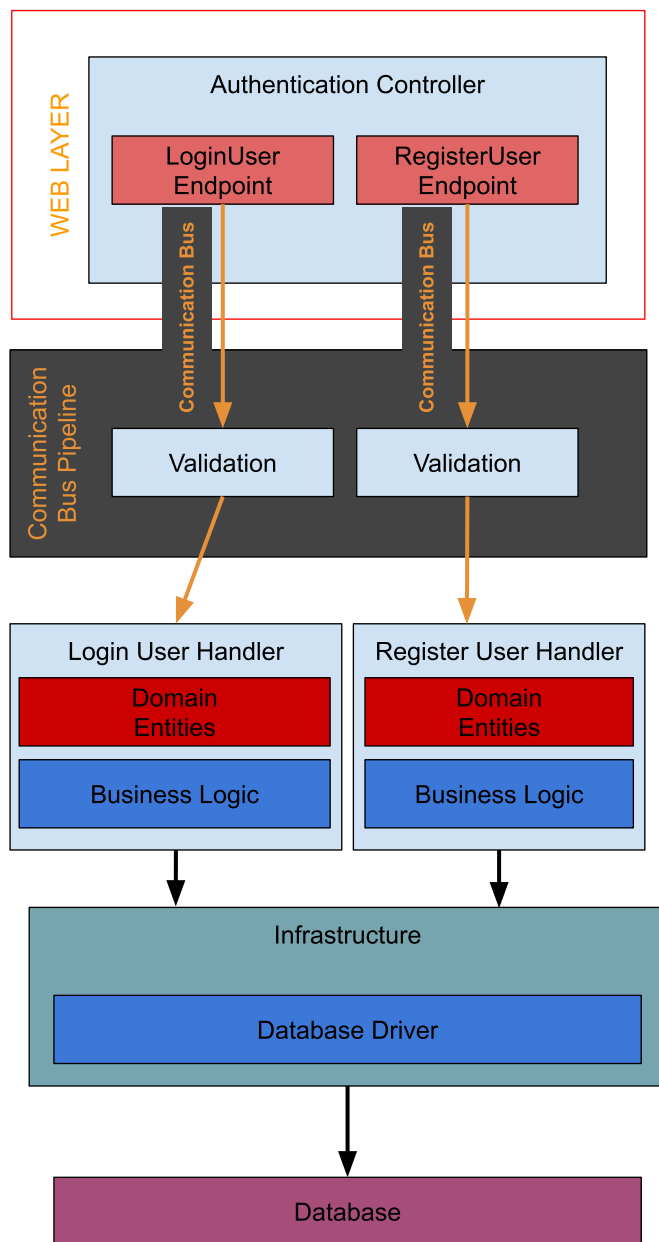 WEB LAYER
Authentication Controller
LoginUser
Endpoint
RegisterUser
Endpoint
Communication Bus
Communication Bus
Communication
Bus Pipeline
Validation
Validation
Login User Handler
Domain
Entities
Business Logic
Register User Handler
Domain
Entities
Business Logic
Infrastructure
Database Driver
Database